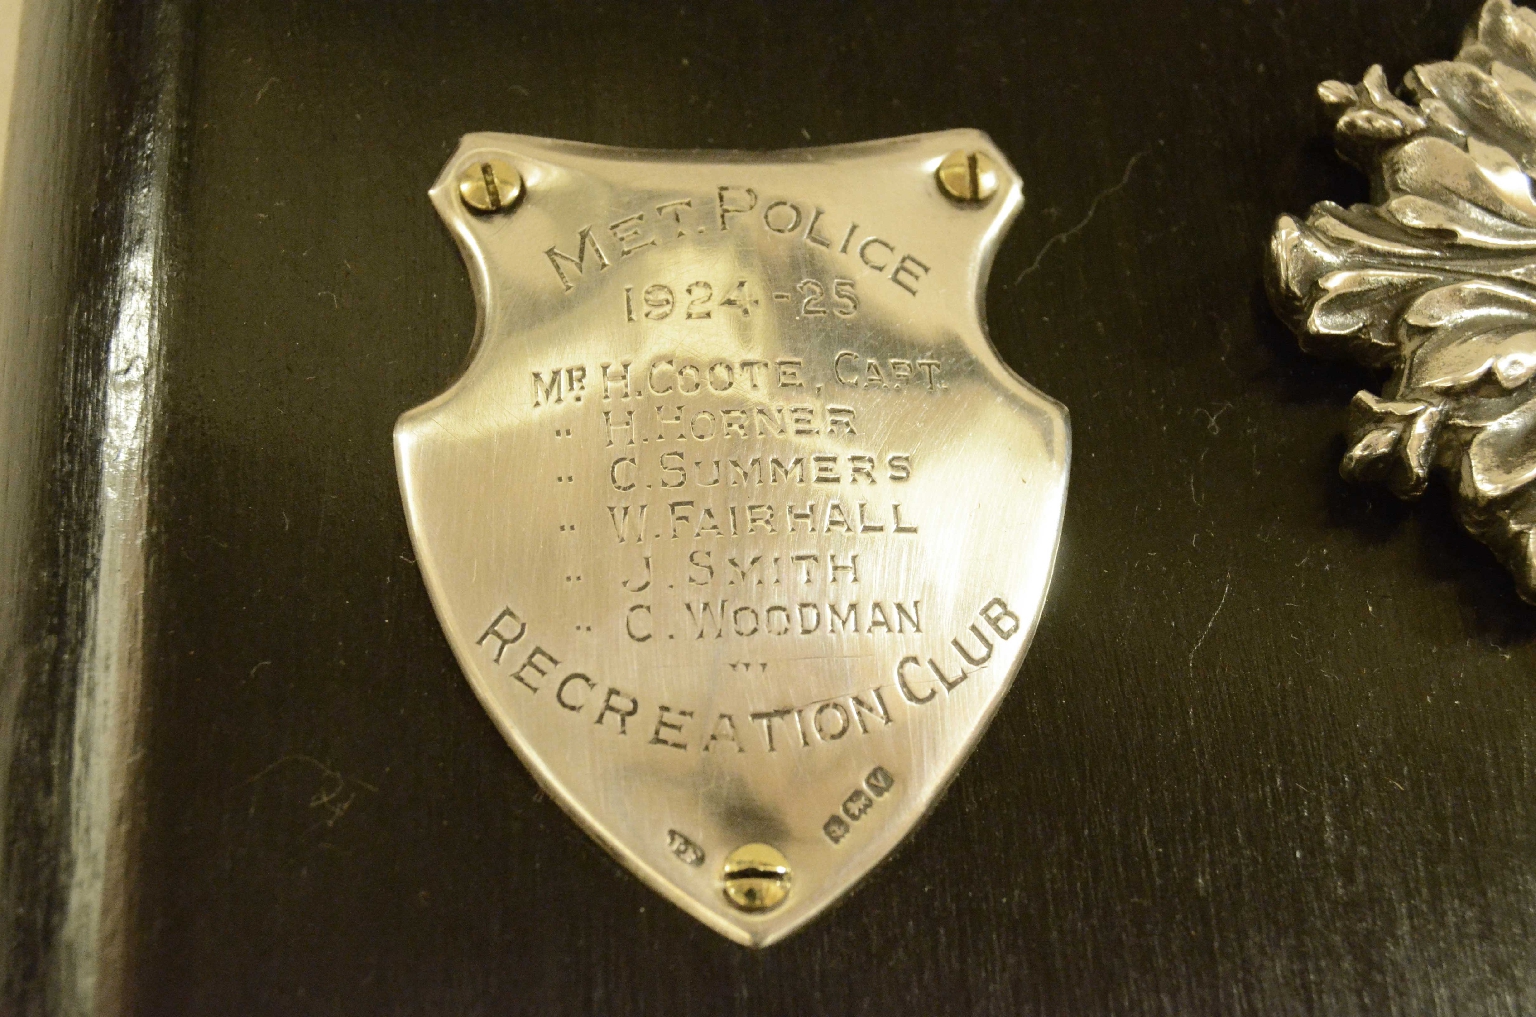 MET. POLICE
1924-25
MR. H. COOTE, CAPT.
" H. HORNER
" C. SUMMERS
" W. FAIRHALL
" J. SMITH
" C. WOODMAN
RECREATION CLUB